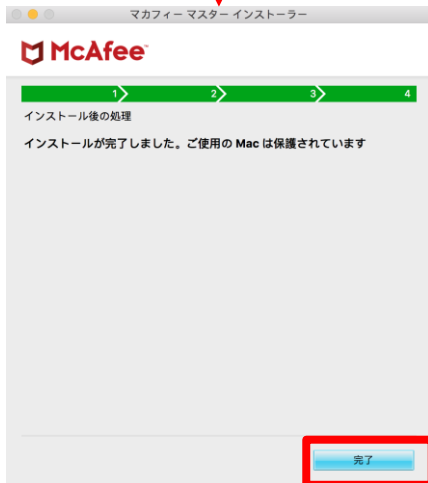 マカフィー マスター インストーラー
McAfee™
1 2 3 4
インストール後の処理
インストールが完了しました。ご使用の Mac は保護されています
完了